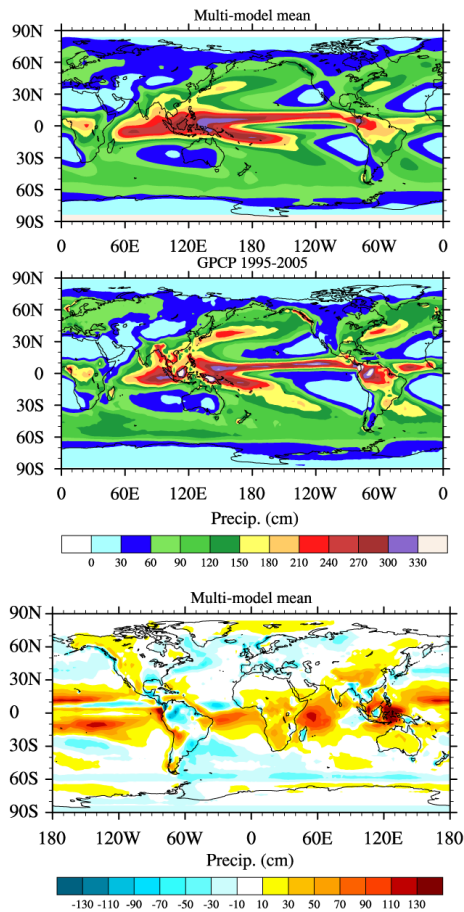 Multi-model mean
90N
60N
30N
0
30S
60S
90S
0 60E 120E 180 120W 60W 0
GPCP 1995-2005
90N
60N
30N
0
30S
60S
90S
0 60E 120E 180 120W 60W 0
Precip. (cm)
0 30 60 90 120 150 180 210 240 270 300 330
Multi-model mean
90N
60N
30N
0
30S
60S
90S
180 120W 60W 0 60E 120E 180
Precip. (cm)
-130 -110 -90 -70 -50 -30 -10 10 30 50 70 90 110 130